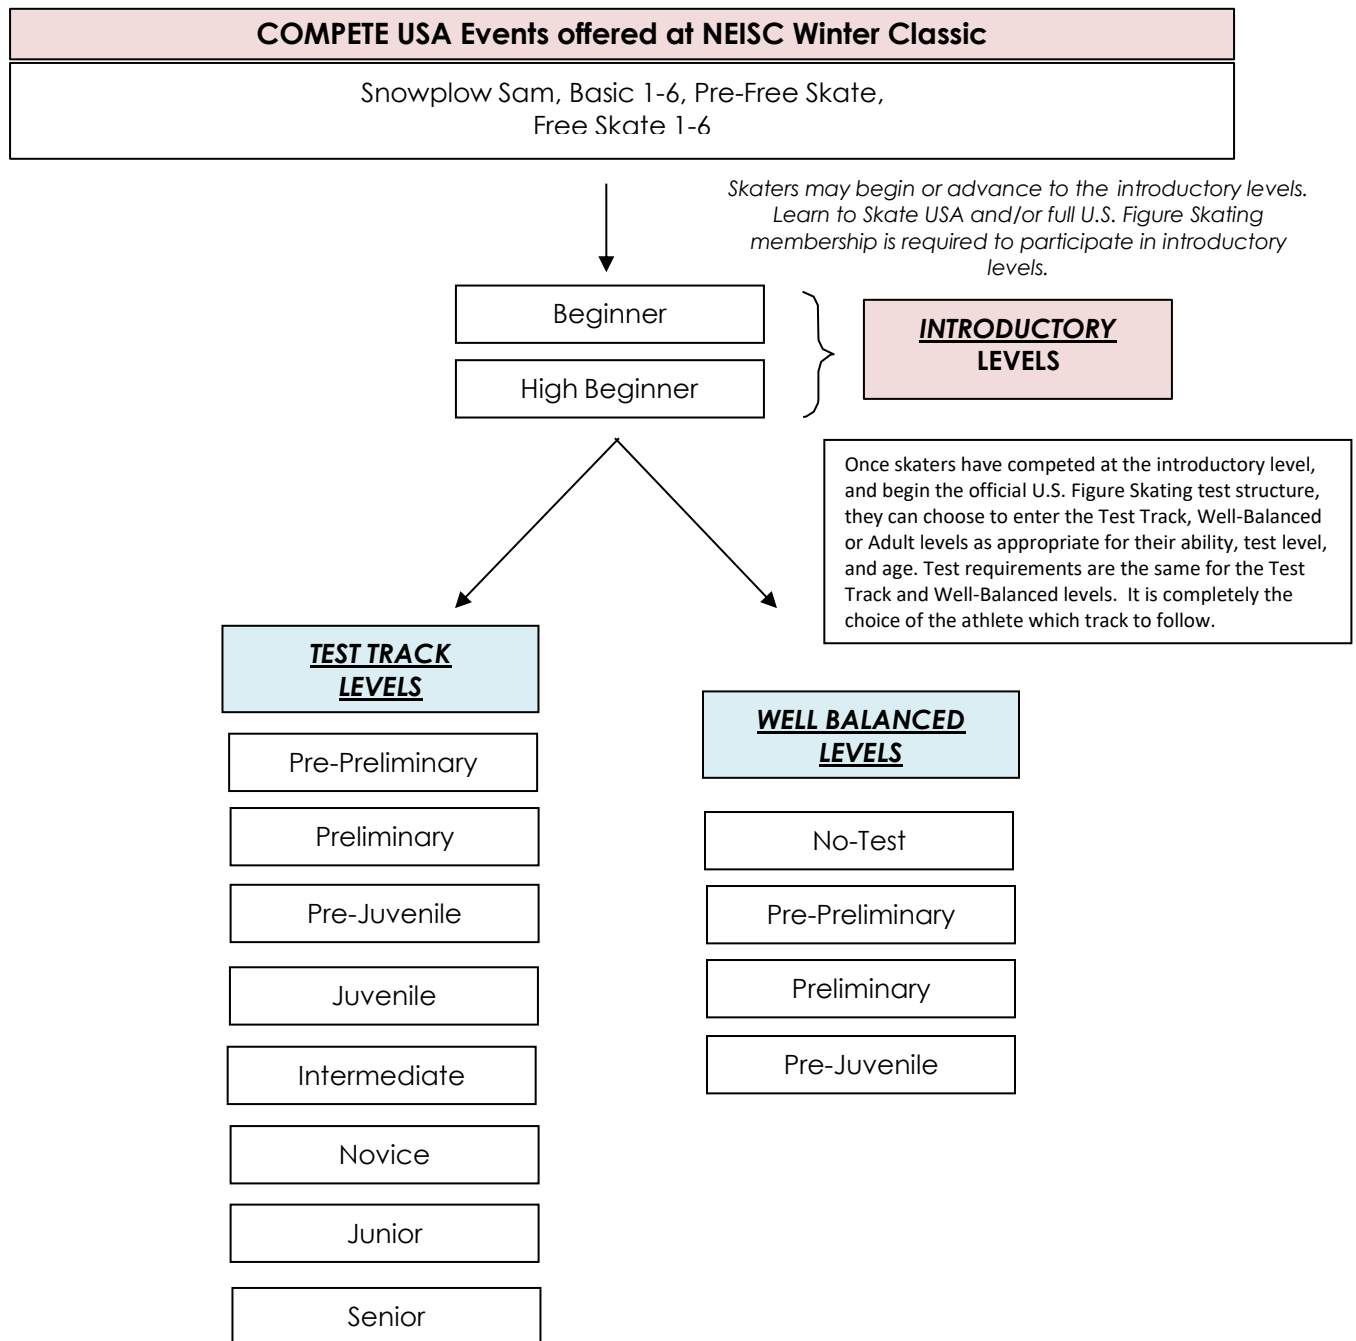 COMPETE USA Events offered at NEISC Winter Classic
Snowplow Sam, Basic 1-6, Pre-Free Skate,
Free Skate 1-6
Skaters may begin or advance to the introductory levels.
Learn to Skate USA and/or full U.S. Figure Skating
membership is required to participate in introductory
levels.
Beginner
High Beginner
INTRODUCTORY
LEVELS
Once skaters have competed at the introductory level,
and begin the official U.S. Figure Skating test structure,
they can choose to enter the Test Track, Well-Balanced
or Adult levels as appropriate for their ability, test level,
and age. Test requirements are the same for the Test
Track and Well-Balanced levels.  It is completely the
choice of the athlete which track to follow.
TEST TRACK
LEVELS
Pre-Preliminary
Preliminary
Pre-Juvenile
Juvenile
Intermediate
Novice
Junior
Senior
WELL BALANCED
LEVELS
No-Test
Pre-Preliminary
Preliminary
Pre-Juvenile